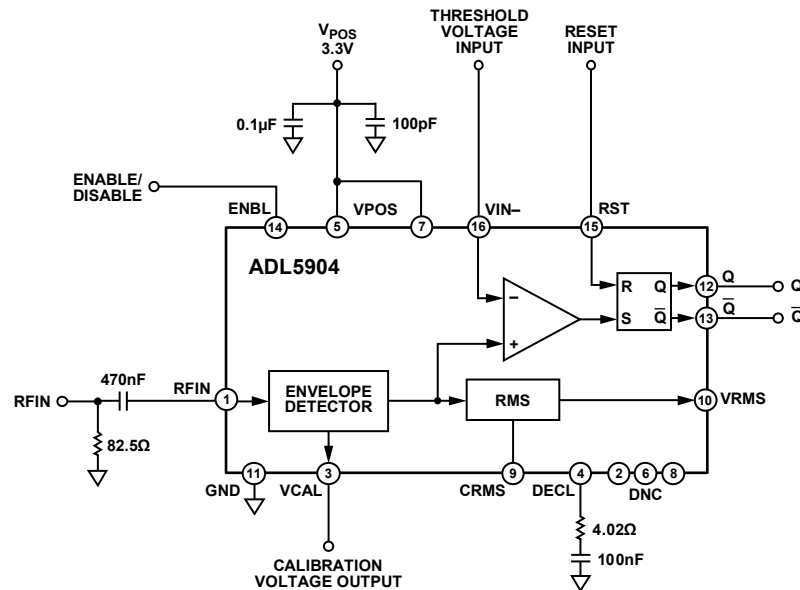 THRESHOLD
VOLTAGE
INPUT
RESET
INPUT
VPOS
3.3V
0.1µF
100pF
ENABLE/
DISABLE
ENBL
VPOS
VIN–
RST
14
5
7
16
15
ADL5904
–
+
R Q
S Q̅
12
Q
Q
13
Q̅
Q̅
470nF
RFIN
RFIN
1
ENVELOPE
DETECTOR
RMS
10
VRMS
82.5Ω
11
3
9
4
2
6
8
GND
VCAL
CRMS
DECL
DNC
4.02Ω
100nF
CALIBRATION
VOLTAGE OUTPUT